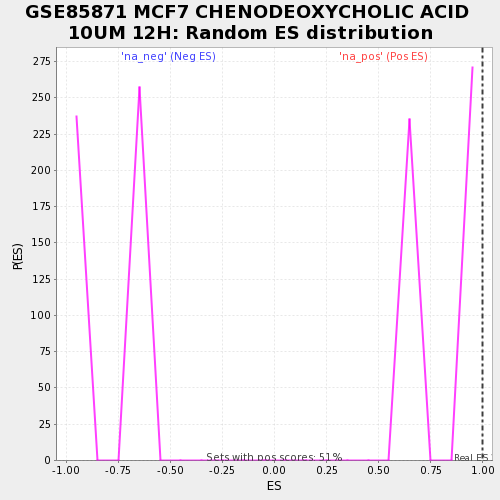 GSE85871 MCF7 CHENODEOXYCHOLIC ACID
10UM 12H: Random ES distribution
'na_neg' (Neg ES)
'na_pos' (Pos ES)
275
250
225
200
175
150
125
100
75
50
25
0
P(ES)
Sets with pos scores: 51%
Real ES
-1.00 -0.75 -0.50 -0.25 0.00 0.25 0.50 0.75 1.00
ES